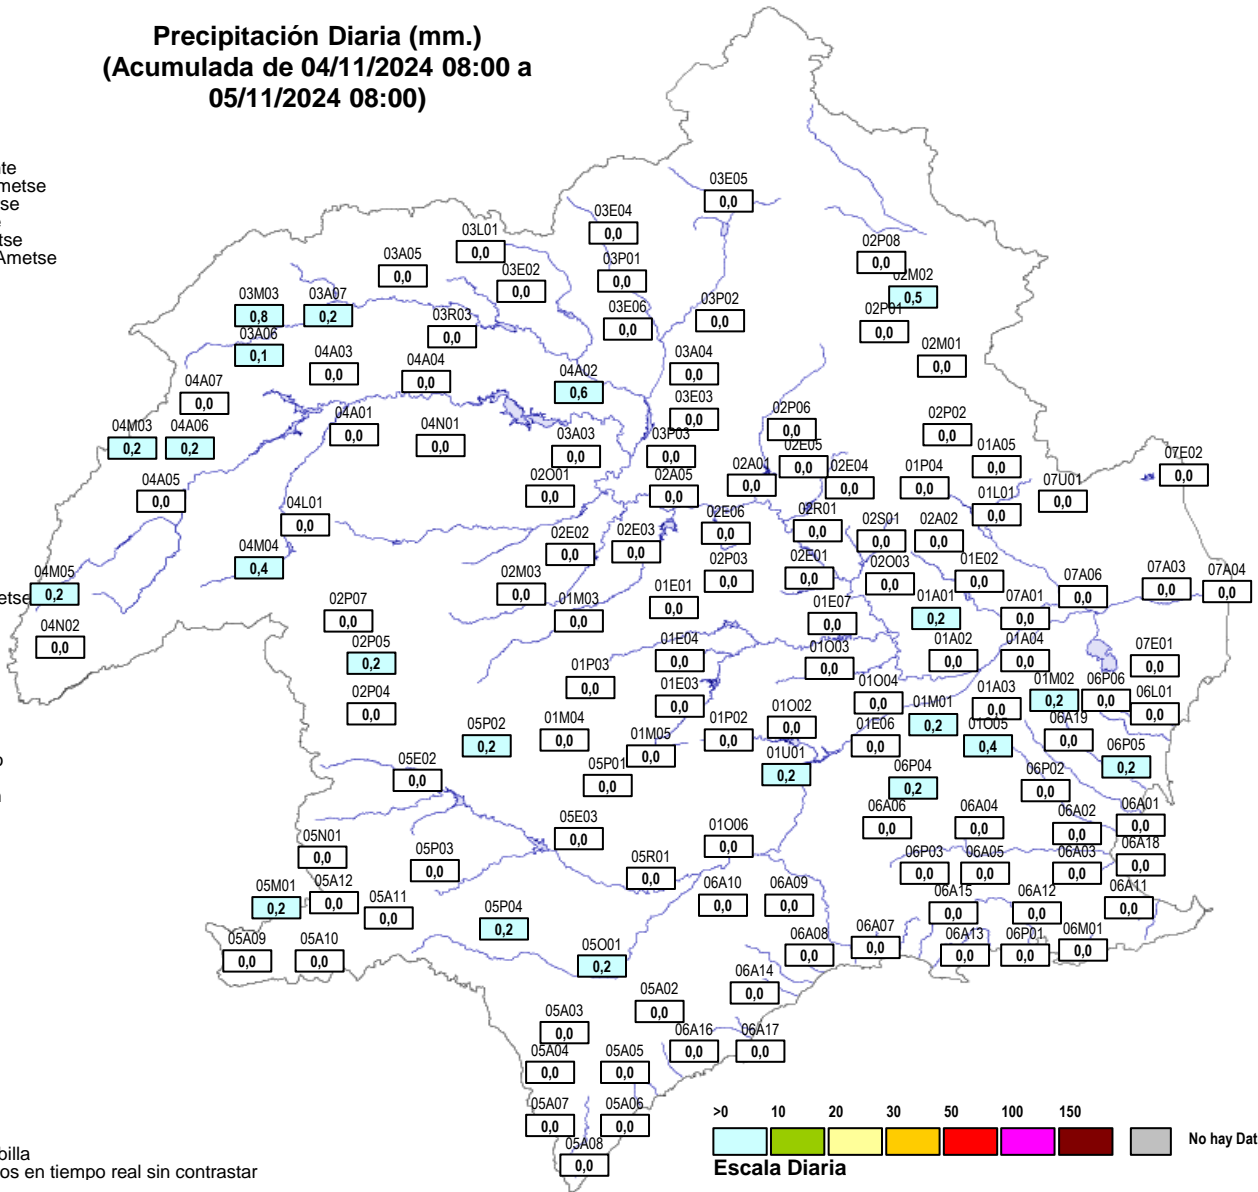 Precipitación Diaria (mm.)
(Acumulada de 04/11/2024 08:00 a
05/11/2024 08:00)
nte
Ametse
tse
e
tse
Ametse
03E05
0,0
03E04
0,0
03L01
0,0
03A05
0,0
03E02
0,0
03P01
0,0
02P08
0,0
02M02
0,5
03M03
0,8
03A07
0,2
03R03
0,0
03E06
0,0
03P02
0,0
02P01
0,0
03A06
0,1
04A03
0,0
04A04
0,0
04A02
0,6
03A04
0,0
02M01
0,0
04A07
0,0
03E03
0,0
04M03
0,2
04A06
0,2
04A01
0,0
04N01
0,0
03A03
0,0
03P03
0,0
02P06
0,0
02P02
0,0
02E05
0,0
01A05
0,0
07E02
0,0
04A05
0,0
02O01
0,0
02A05
0,0
02A01
0,0
02E04
0,0
01P04
0,0
07U01
0,0
01L01
0,0
04L01
0,0
02E06
0,0
02R01
0,0
02S01
0,0
02A02
0,0
02E02
0,0
02E03
0,0
04M04
0,4
02P03
0,0
02E01
0,0
02O03
0,0
01E02
0,0
04M05
0,2
etse
02M03
0,0
01M03
0,0
01E01
0,0
07A06
0,0
07A03
0,0
07A04
0,0
02P07
0,0
01E07
0,0
01A01
0,2
07A01
0,0
04N02
0,0
02P05
0,2
01E04
0,0
01O03
0,0
01A02
0,0
01A04
0,0
07E01
0,0
01P03
0,0
01E03
0,0
01O04
0,0
01M02
0,2
06P06
0,0
02P04
0,0
01A03
0,0
06L01
0,0
05P02
0,2
01M04
0,0
01P02
0,0
01O02
0,0
01M01
0,2
01E06
0,0
01O05
0,4
06A19
0,0
01M05
0,0
01U01
0,2
06P05
0,2
05E02
0,0
05P01
0,0
06P04
0,2
06P02
0,0
06A06
0,0
06A04
0,0
06A02
0,0
06A01
0,0
05E03
0,0
01O06
0,0
05N01
0,0
05P03
0,0
05R01
0,0
06P03
0,0
06A05
0,0
06A03
0,0
06A18
0,0
05M01
0,2
05A12
0,0
05A11
0,0
06A10
0,0
06A09
0,0
06A15
0,0
06A12
0,0
06A11
0,0
05P04
0,2
05A09
0,0
05A10
0,0
05O01
0,2
06A08
0,0
06A07
0,0
06A13
0,0
06P01
0,0
06M01
0,0
06A14
0,0
05A02
0,0
05A03
0,0
06A16
0,0
06A17
0,0
05A04
0,0
05A05
0,0
05A07
0,0
05A06
0,0
05A08
0,0
>0 10 20 30 50 100 150
No hay Dat
Escala Diaria
billa
os en tiempo real sin contrastar